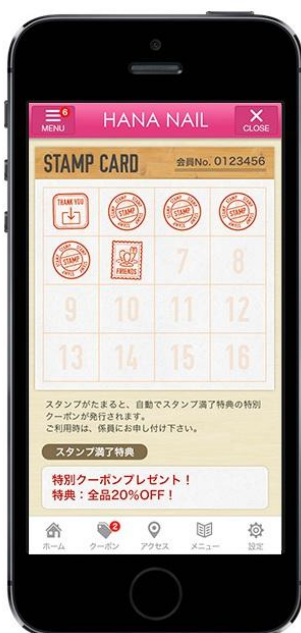 6
MENU
HANA NAIL
X
CLOSE
STAMP CARD
会員No. 0123456
THANK YOU
STAMP
STAMP
STAMP
STAMP
FRIENDS
7
8
9
10
11
12
13
14
15
16
スタンプがたまると、自動でスタンプ満了特典の特別
クーポンが発行されます。
ご利用時は、係員にお申し付け下さい。
スタンプ満了特典
特別クーポンプレゼント！
特典：全品20%OFF！
2
ホーム
クーポン
アクセス
メニュー
設定